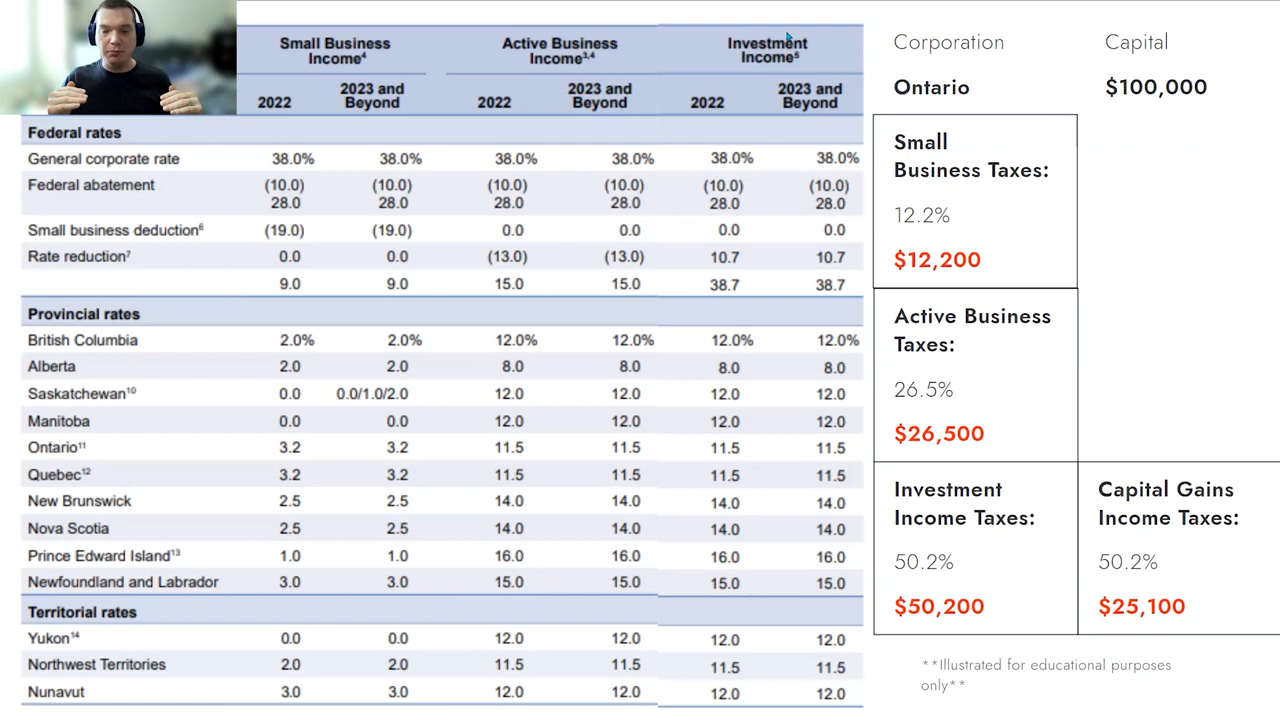 Small Business Income⁴ Active Business Income³,⁴ Investment Income⁵
2022 2023 and Beyond 2022 2023 and Beyond 2022 2023 and Beyond
Federal rates
General corporate rate 38.0% 38.0% 38.0% 38.0% 38.0% 38.0%
Federal abatement (10.0) (10.0) (10.0) (10.0) (10.0) (10.0)
28.0 28.0 28.0 28.0 28.0 28.0
Small business deduction⁶ (19.0) (19.0) 0.0 0.0 0.0 0.0
Rate reduction⁷ 0.0 0.0 (13.0) (13.0) 10.7 10.7
9.0 9.0 15.0 15.0 38.7 38.7
Provincial rates
British Columbia 2.0% 2.0% 12.0% 12.0% 12.0% 12.0%
Alberta 2.0 2.0 8.0 8.0 8.0 8.0
Saskatchewan¹⁰ 0.0 0.0/1.0/2.0 12.0 12.0 12.0 12.0
Manitoba 0.0 0.0 12.0 12.0 12.0 12.0
Ontario¹¹ 3.2 3.2 11.5 11.5 11.5 11.5
Quebec¹² 3.2 3.2 11.5 11.5 11.5 11.5
New Brunswick 2.5 2.5 14.0 14.0 14.0 14.0
Nova Scotia 2.5 2.5 14.0 14.0 14.0 14.0
Prince Edward Island¹³ 1.0 1.0 16.0 16.0 16.0 16.0
Newfoundland and Labrador 3.0 3.0 15.0 15.0 15.0 15.0
Territorial rates
Yukon¹⁴ 0.0 0.0 12.0 12.0 12.0 12.0
Northwest Territories 2.0 2.0 11.5 11.5 11.5 11.5
Nunavut 3.0 3.0 12.0 12.0 12.0 12.0
Corporation Capital
Ontario $100,000
Small
Business Taxes:
12.2%
$12,200
Active Business
Taxes:
26.5%
$26,500
Investment
Income Taxes:
50.2%
$50,200
Capital Gains
Income Taxes:
50.2%
$25,100
**Illustrated for educational purposes
only**